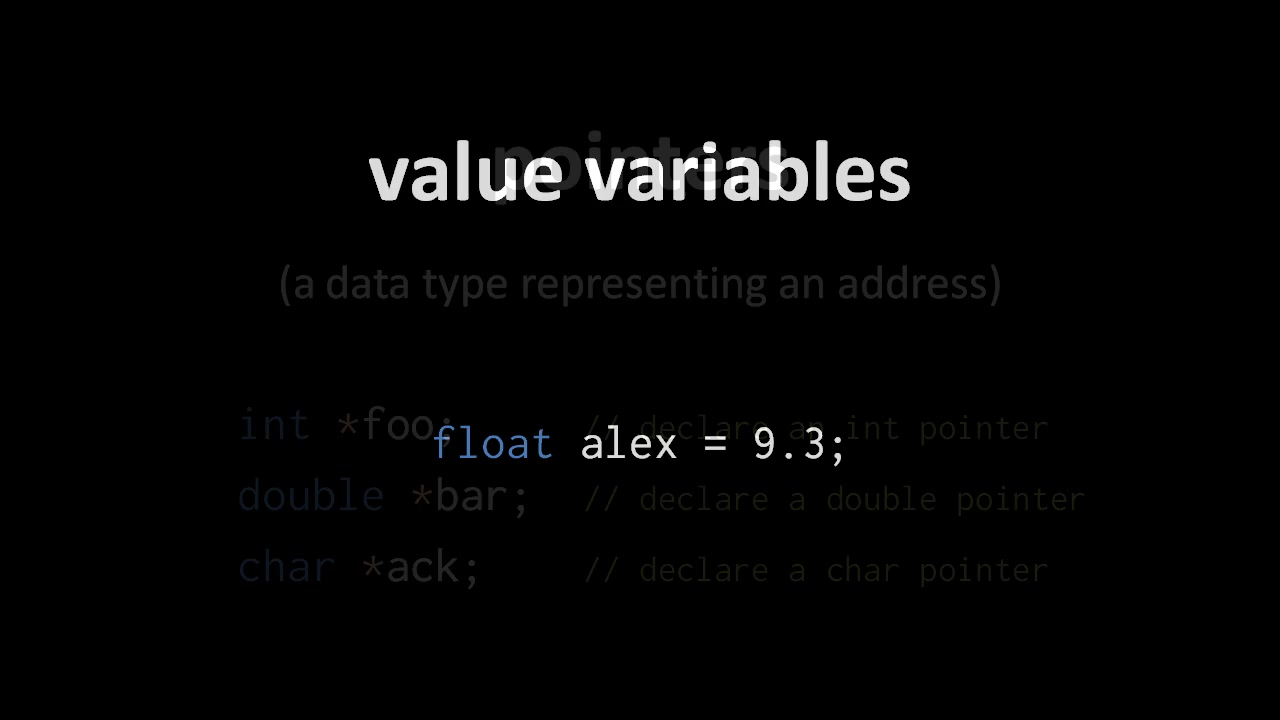 pointers
value variables
(a data type representing an address)
int *foo; // declare an int pointer
float alex = 9.3;
double *bar; // declare a double pointer
char *ack; // declare a char pointer